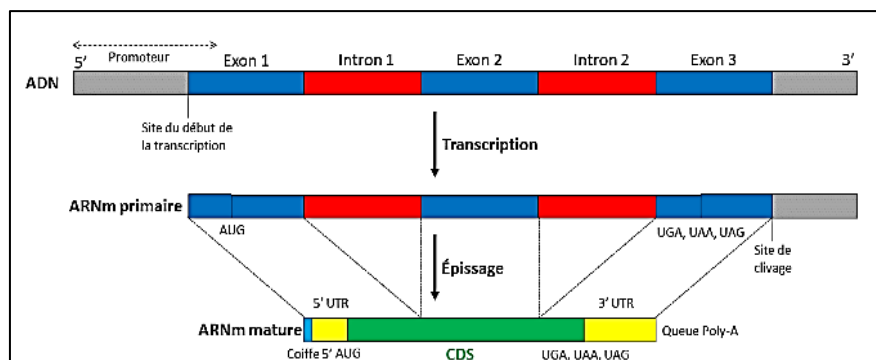 Promoteur
5' Exon 1 Intron 1 Exon 2 Intron 2 Exon 3 3'
ADN
Site du début de
la transcription
Transcription
ARNm primaire
AUG
UGA, UAA, UAG
Site de
clivage
Épissage
5' UTR 3' UTR
ARNm mature Queue Poly-A
Coiffe 5' AUG CDS UGA, UAA, UAG